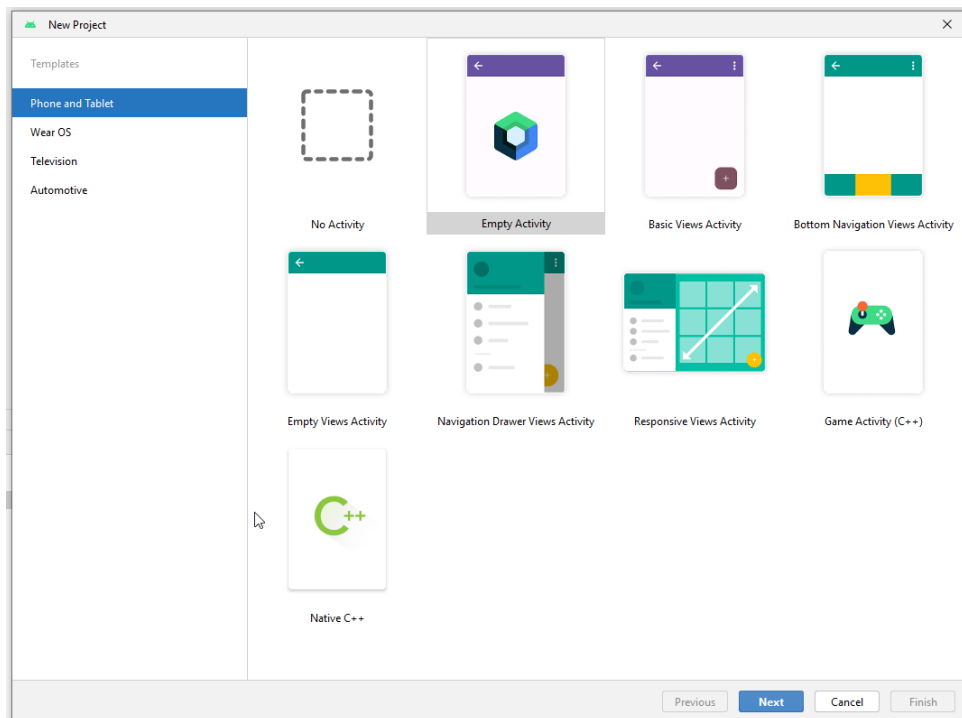 New Project
Templates
Phone and Tablet
Wear OS
Television
Automotive
No Activity
Empty Activity
Basic Views Activity
Bottom Navigation Views Activity
Empty Views Activity
Navigation Drawer Views Activity
Responsive Views Activity
Game Activity (C++)
C++
Native C++
Previous
Next
Cancel
Finish